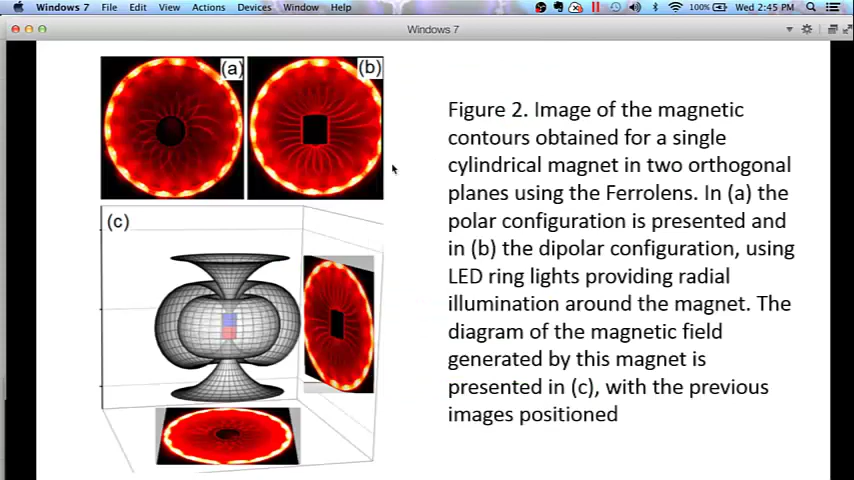 Windows 7 File Edit View Actions Devices Window Help 100% Wed 2:45 PM
Windows 7
(a) (b)
(c)
Figure 2. Image of the magnetic
contours obtained for a single
cylindrical magnet in two orthogonal
planes using the Ferrolens. In (a) the
polar configuration is presented and
in (b) the dipolar configuration, using
LED ring lights providing radial
illumination around the magnet. The
diagram of the magnetic field
generated by this magnet is
presented in (c), with the previous
images positioned